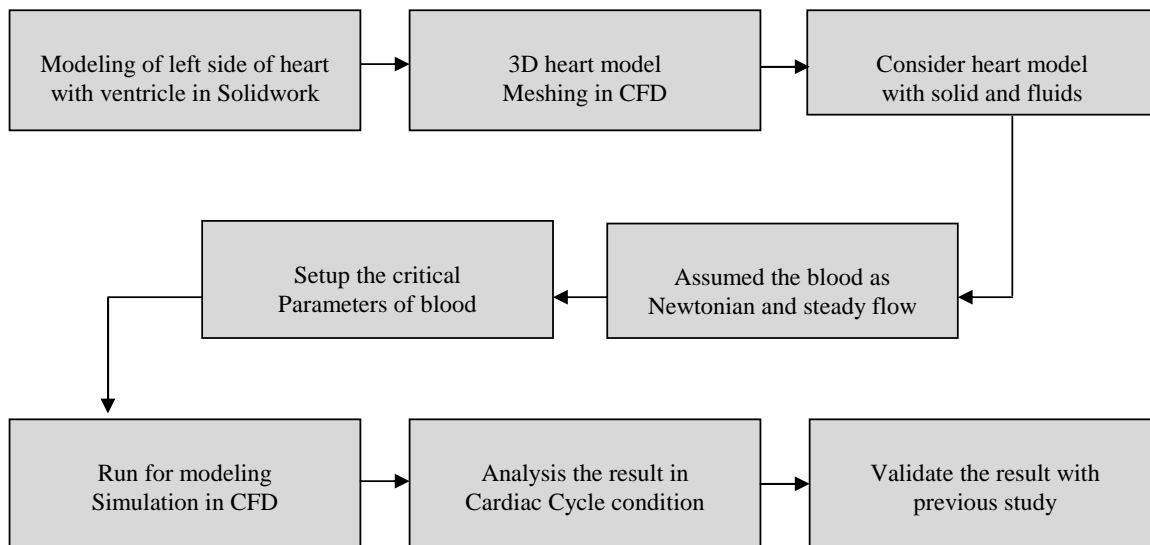 Modeling of left side of heart
with ventricle in Solidwork
3D heart model
Meshing in CFD
Consider heart model
with solid and fluids
Assumed the blood as
Newtonian and steady flow
Setup the critical
Parameters of blood
Run for modeling
Simulation in CFD
Analysis the result in
Cardiac Cycle condition
Validate the result with
previous study